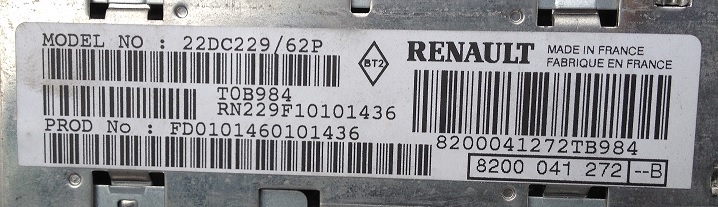 MODEL NO : 22DC229/62P
BT2
RENAULT
MADE IN FRANCE
FABRIQUE EN FRANCE
T0B984
RN229F10101436
PROD No : FD0101460101436
8200041272TB984
8200 041 272 --B